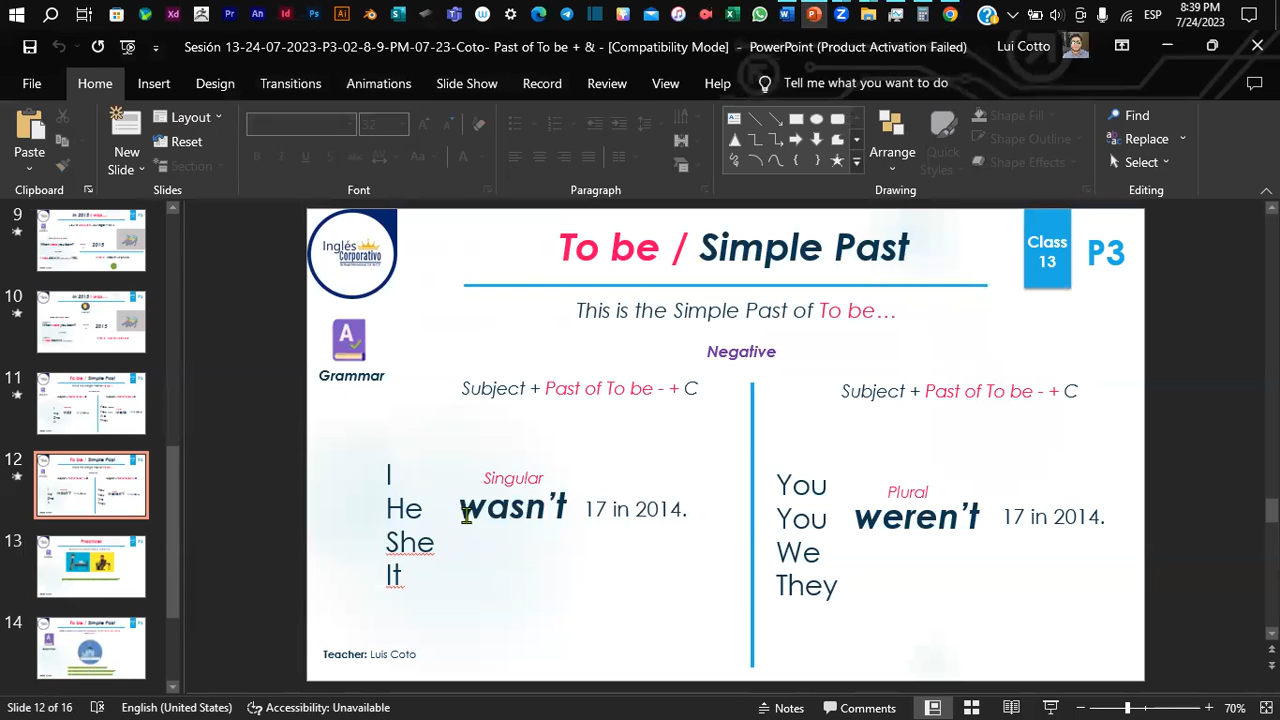 8:39 PM
ESP
7/24/2023
Sesión 13-24-07-2023-P3-02-8-9-PM-07-23-Coto- Past of To be + & - [Compatibility Mode] - PowerPoint (Product Activation Failed)
Lui Cotto
File
Home
Insert
Design
Transitions
Animations
Slide Show
Record
Review
View
Help
Tell me what you want to do
Paste
New
Slide
Layout
Reset
Section
32
Aa
Arrange
Quick
Styles
Shape Fill
Shape Outline
Shape Effects
Find
Replace
Select
Clipboard
Slides
Font
Paragraph
Drawing
Editing
9
10
11
12
13
14
Inglés
Corporativo
To be / Simple Past
Class
13
P3
This is the Simple Past of To be…
Negative
Grammar
Subject + Past of To be - + C
Subject + Past of To be - + C
I
He
She
It
Singular
wasn’t
17 in 2014.
You
You
We
They
Plural
weren’t
17 in 2014.
Teacher: Luis Coto
Slide 12 of 16
English (United States)
Notes
Comments
70%